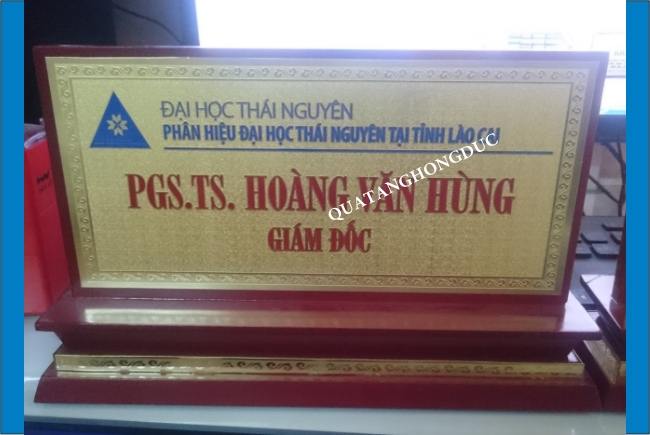 ĐẠI HỌC THÁI NGUYÊN
PHÂN HIỆU ĐẠI HỌC THÁI NGUYÊN TẠI TỈNH LÀO CAI
PGS.TS. HOÀNG VĂN HÙNG
GIÁM ĐỐC
QUATANGHONGDUC